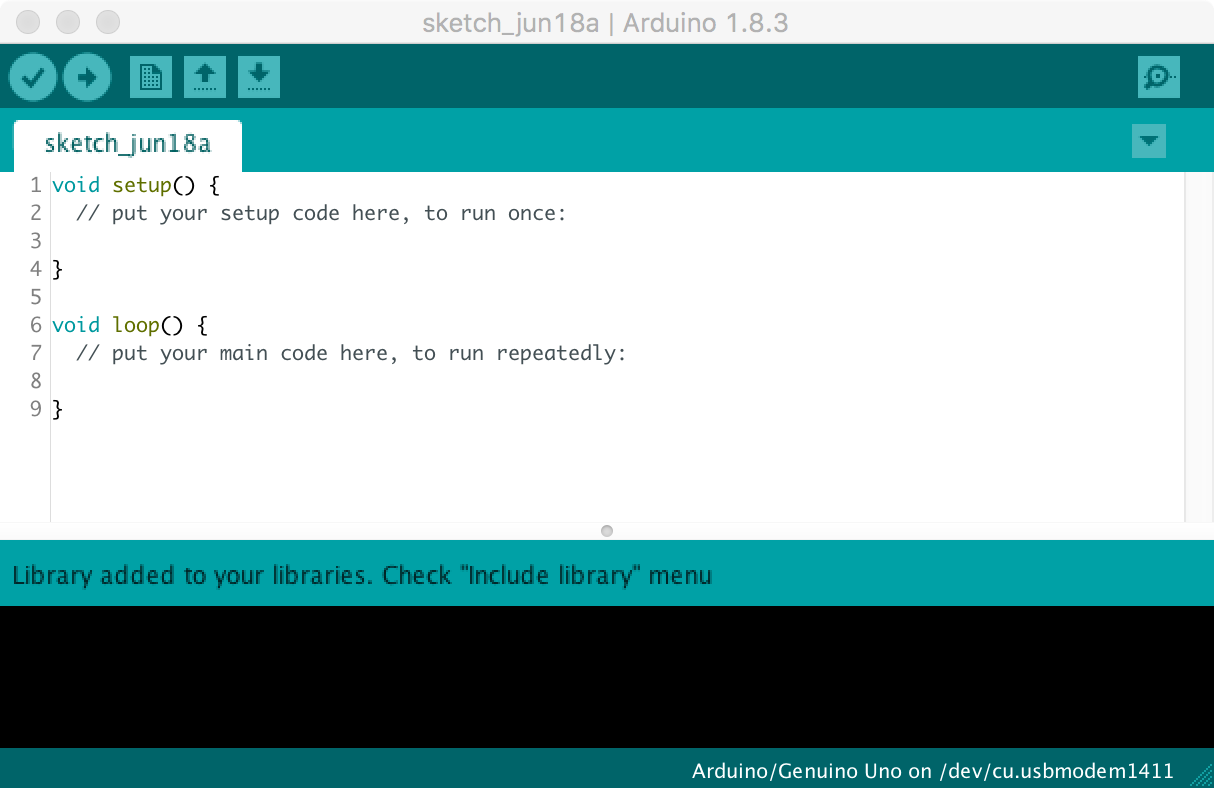 sketch_jun18a | Arduino 1.8.3
sketch_jun18a
1 void setup() {
2   // put your setup code here, to run once:
3
4 }
5
6 void loop() {
7   // put your main code here, to run repeatedly:
8
9 }
Library added to your libraries. Check "Include library" menu
Arduino/Genuino Uno on /dev/cu.usbmodem1411